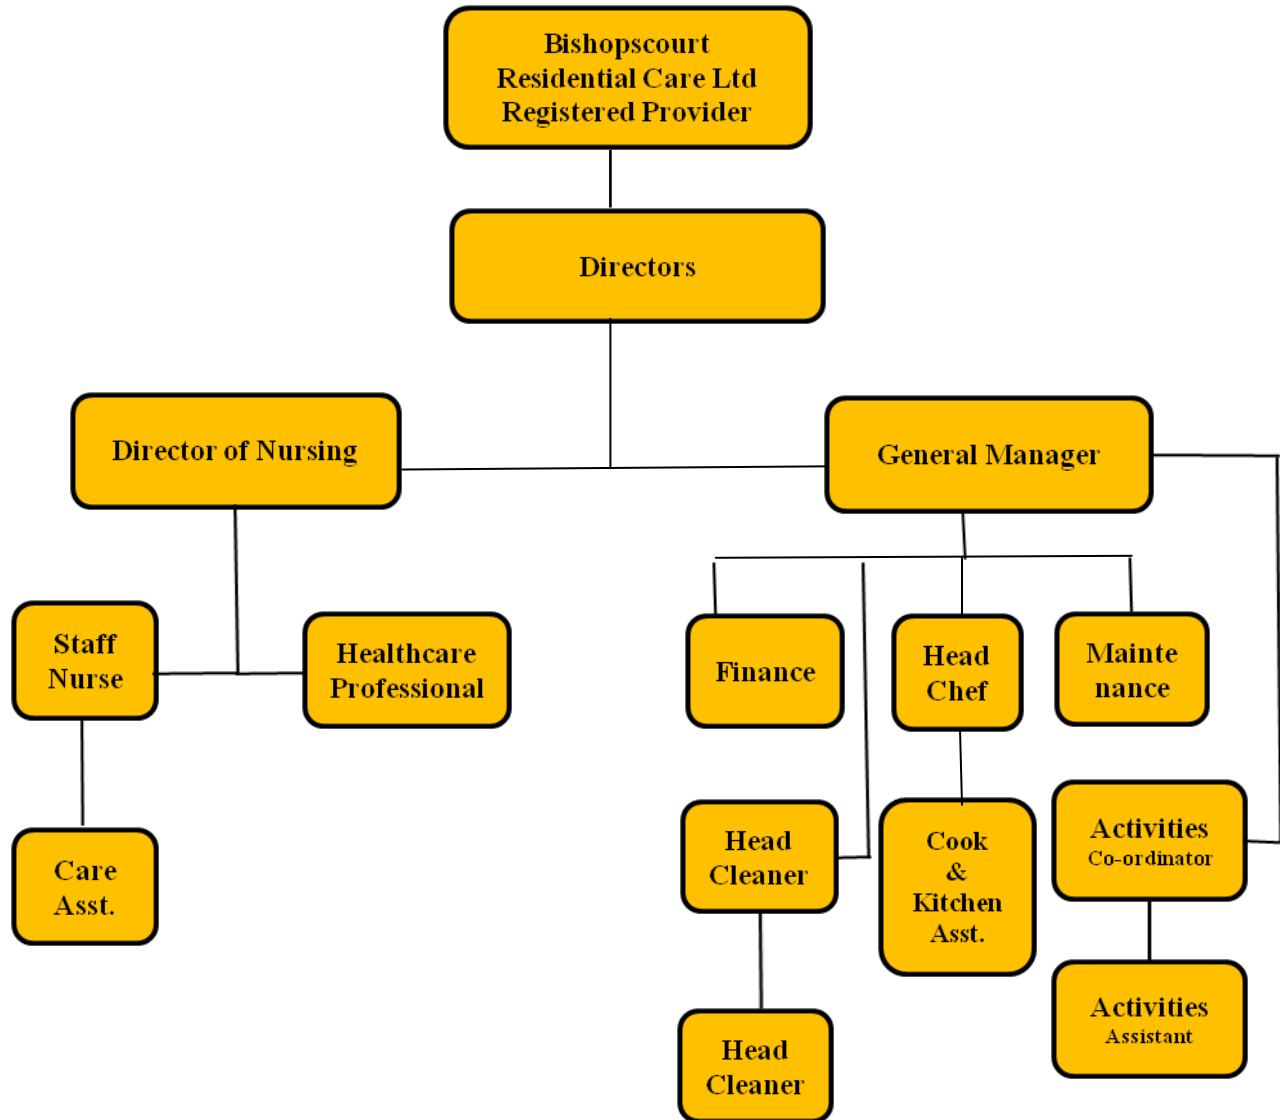 Bishopscourt
Residential Care Ltd
Registered Provider
Directors
Director of Nursing
General Manager
Staff
Nurse
Healthcare
Professional
Finance
Head
Chef
Mainte
nance
Care
Asst.
Head
Cleaner
Cook
&
Kitchen
Asst.
Activities
Co-ordinator
Head
Cleaner
Activities
Assistant